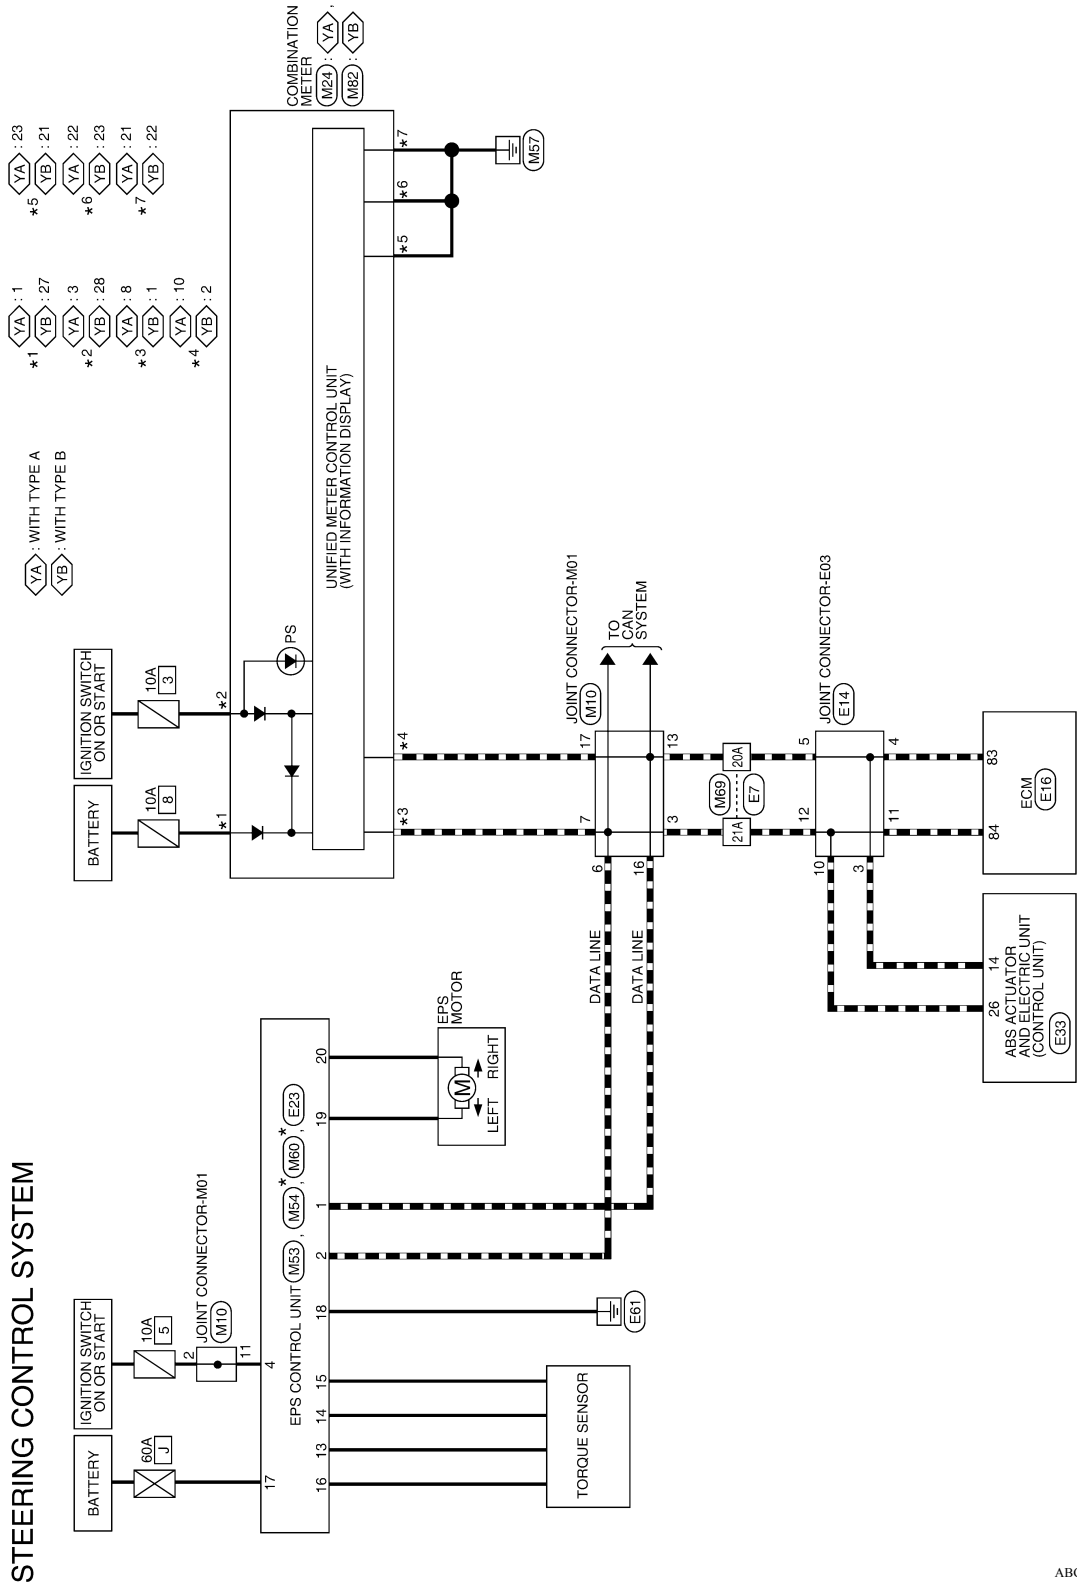 STEERING CONTROL SYSTEM
BATTERY
60A
J
17
IGNITION SWITCH
ON OR START
10A
5
2
JOINT CONNECTOR-M01
M10
11
4
EPS CONTROL UNIT M53 , M54* , M60* , E23
16
13
14
15
18
2
1
19
20
TORQUE SENSOR
E61
EPS
MOTOR
M
LEFT
RIGHT
DATA LINE
DATA LINE
BATTERY
10A
8
*1
IGNITION SWITCH
ON OR START
10A
3
*2
PS
YA : WITH TYPE A
YB : WITH TYPE B
*1 YA : 1
YB : 27
*2 YA : 3
YB : 28
*3 YA : 8
YB : 1
*4 YA : 10
YB : 2
*5 YA : 23
YB : 21
*6 YA : 22
YB : 23
*7 YA : 21
YB : 22
COMBINATION
METER
M24 : YA ,
M82 : YB
UNIFIED METER CONTROL UNIT
(WITH INFORMATION DISPLAY)
*3
*4
*5
*6
*7
M57
JOINT CONNECTOR-M01
M10
7
17
6
16
3
13
TO
CAN
SYSTEM
21A
20A
M69
E7
JOINT CONNECTOR-E03
E14
12
5
10
3
11
4
26
14
ABS ACTUATOR
AND ELECTRIC UNIT
(CONTROL UNIT)
E33
84
83
ECM
E16